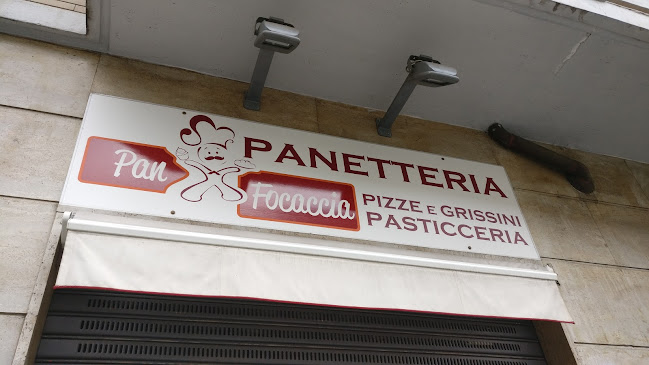 Pan
Focaccia
PANETTERIA
PIZZE E GRISSINI
PASTICCERIA